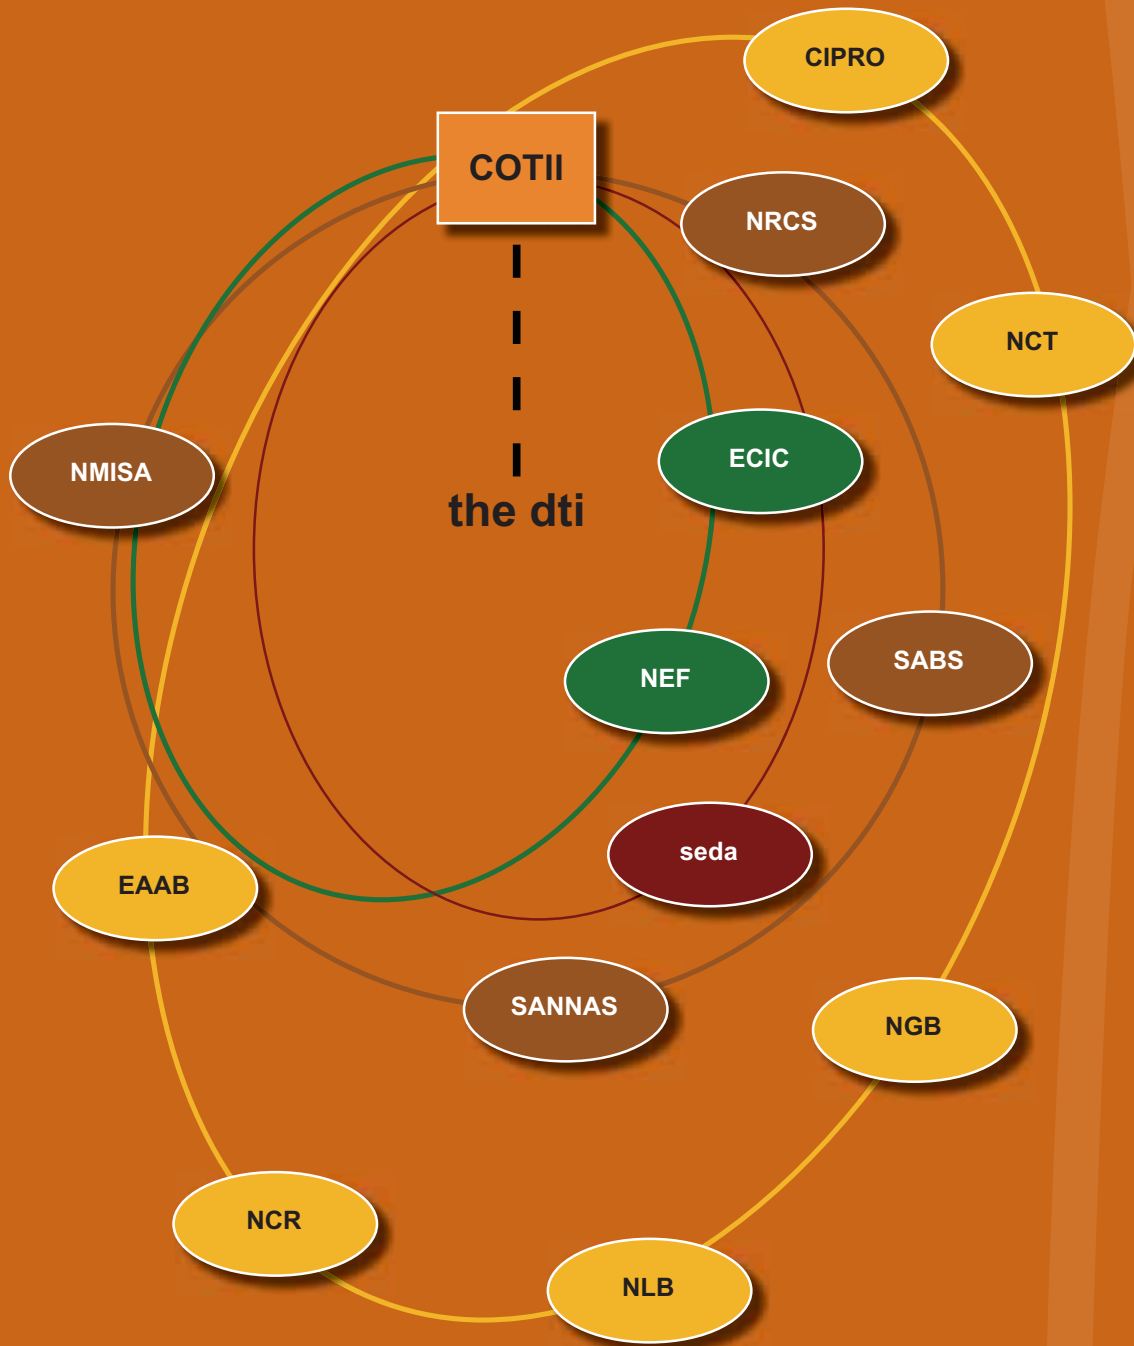 CIPRO
COTII
NRCS
NCT
ECIC
NMISA
the dti
SABS
NEF
seda
EAAB
SANNAS
NGB
NCR
NLB